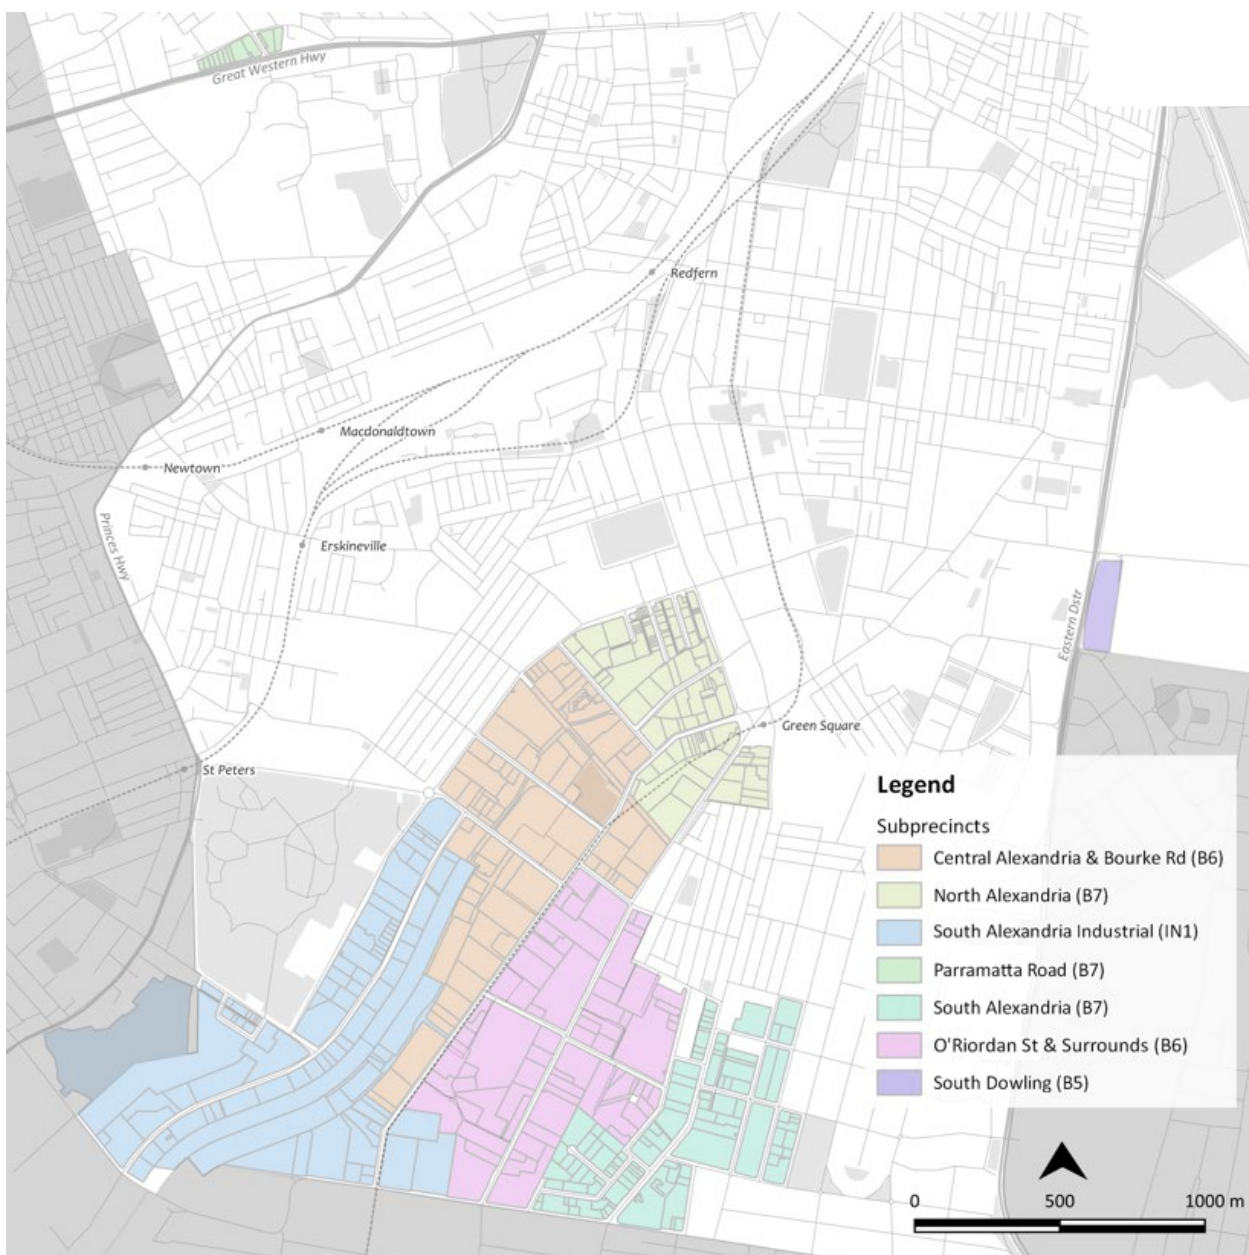 Great Western Hwy
Redfern
Macdonaldtown
Newtown
Princes Hwy
Erskineville
Eastern Dstr
Green Square
St Peters
Legend
Subprecincts
Central Alexandria & Bourke Rd (B6)
North Alexandria (B7)
South Alexandria Industrial (IN1)
Parramatta Road (B7)
South Alexandria (B7)
O'Riordan St & Surrounds (B6)
South Dowling (B5)
0 500 1000 m